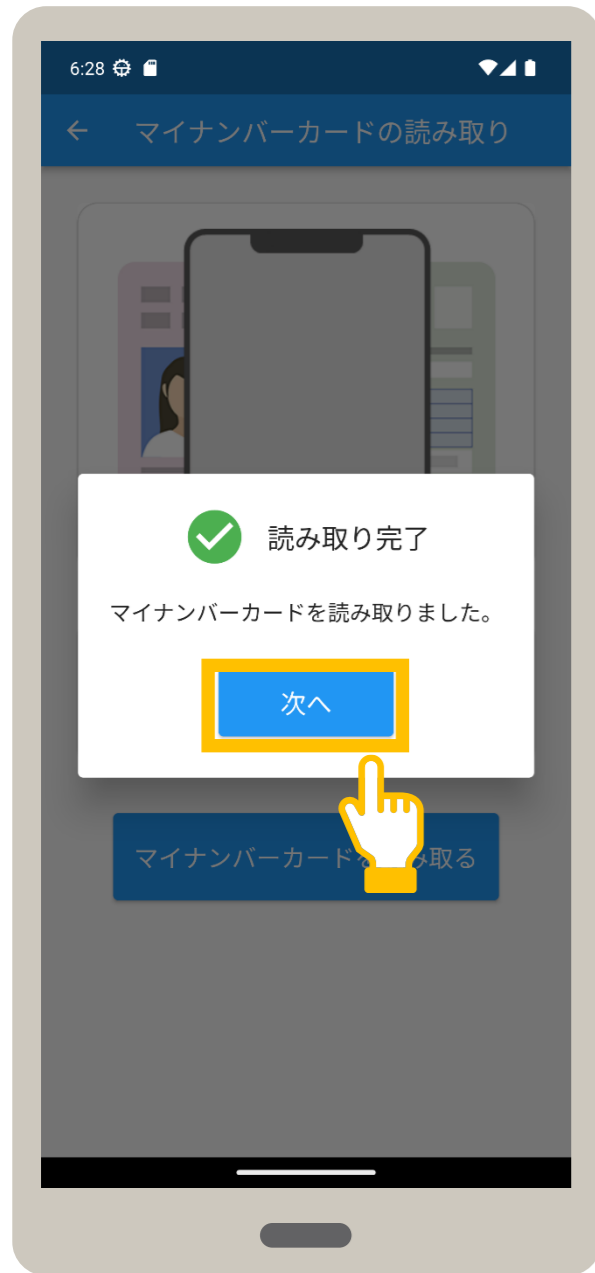 6:28
マイナンバーカードの読み取り
読み取り完了
マイナンバーカードを読み取りました。
次へ
マイナンバーカード み取る